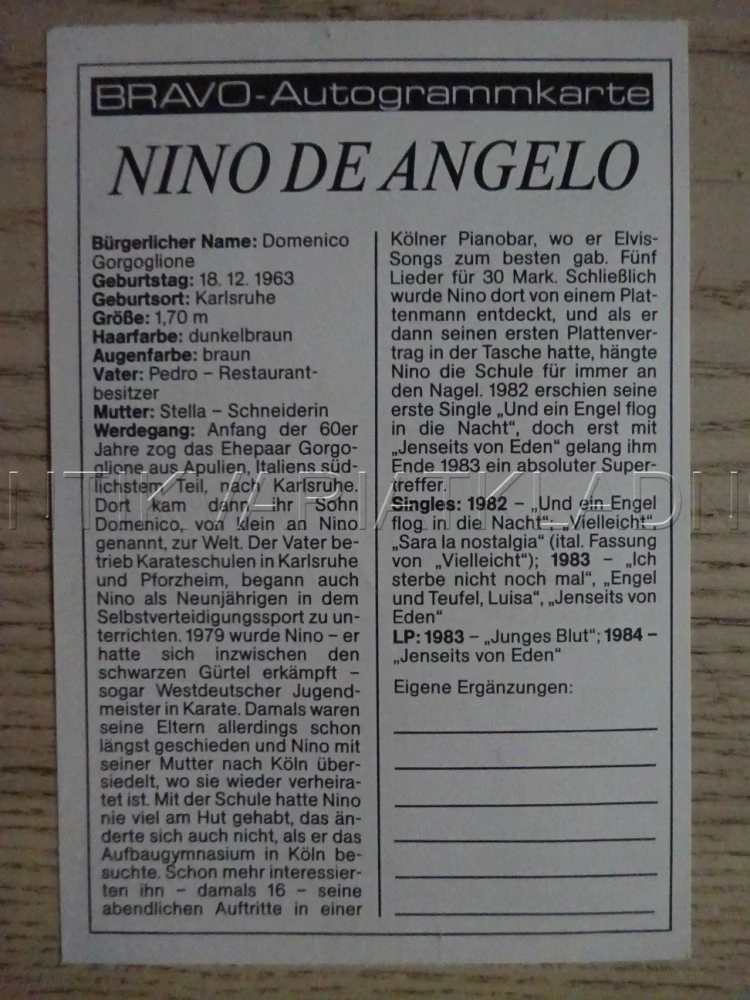 BRAVO-Autogrammkarte
NINO DE ANGELO
Bürgerlicher Name: Domenico
Gorgoglione
Geburtstag: 18. 12. 1963
Geburtsort: Karlsruhe
Größe: 1,70 m
Haarfarbe: dunkelbraun
Augenfarbe: braun
Vater: Pedro – Restaurant-
besitzer
Mutter: Stella – Schneiderin
Werdegang: Anfang der 60er
Jahre zog das Ehepaar Gorgo-
glione aus Apulien, Italiens süd-
lichstem Teil, nach Karlsruhe.
Dort kam dann ihr Sohn
Domenico, von klein an Nino
genannt, zur Welt. Der Vater be-
trieb Karateschulen in Karlsruhe
und Pforzheim, begann auch
Nino als Neunjährigen in dem
Selbstverteidigungssport zu un-
terrichten. 1979 wurde Nino – er
hatte sich inzwischen den
schwarzen Gürtel erkämpft –
sogar Westdeutscher Jugend-
meister in Karate. Damals waren
seine Eltern allerdings schon
längst geschieden und Nino mit
seiner Mutter nach Köln über-
siedelt, wo sie wieder verheira-
tet ist. Mit der Schule hatte Nino
nie viel am Hut gehabt, das än-
derte sich auch nicht, als er das
Aufbaugymnasium in Köln be-
suchte. Schon mehr interessier-
ten ihn – damals 16 – seine
abendlichen Auftritte in einer
Kölner Pianobar, wo er Elvis-
Songs zum besten gab. Fünf
Lieder für 30 Mark. Schließlich
wurde Nino dort von einem Plat-
tenmann entdeckt, und als er
dann seinen ersten Plattenver-
trag in der Tasche hatte, hängte
Nino die Schule für immer an
den Nagel. 1982 erschien seine
erste Single „Und ein Engel flog
in die Nacht“, doch erst mit
„Jenseits von Eden“ gelang ihm
Ende 1983 ein absoluter Super-
treffer.
Singles: 1982 – „Und ein Engel
flog in die Nacht“; „Vielleicht“,
„Sara la nostalgia“ (ital. Fassung
von „Vielleicht“); 1983 – „Ich
sterbe nicht noch mal“, „Engel
und Teufel, Luisa“, „Jenseits von
Eden“
LP: 1983 – „Junges Blut“; 1984 –
„Jenseits von Eden“
Eigene Ergänzungen: